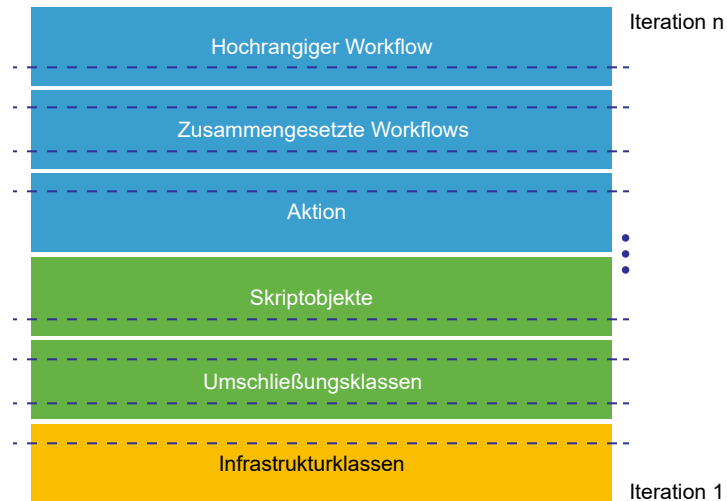 Iteration n
Hochrangiger Workflow
Zusammengesetzte Workflows
Aktion
Skriptobjekte
Umschließungsklassen
Infrastrukturklassen
Iteration 1